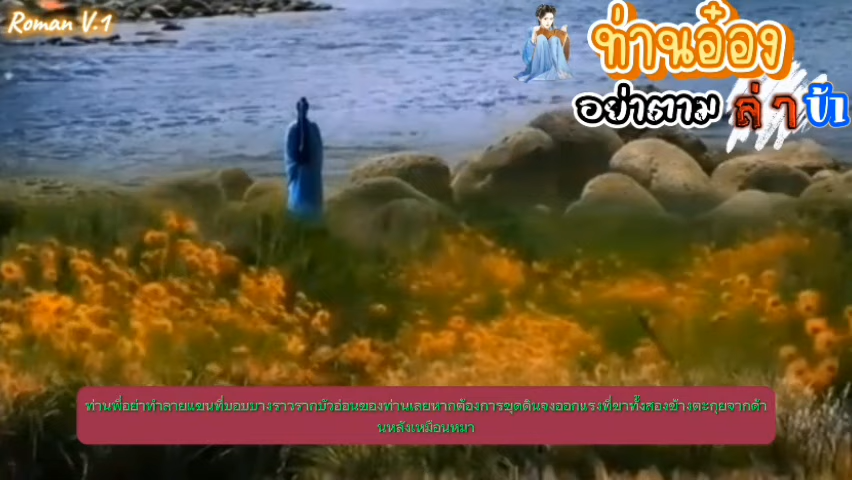 Roman V.1
ท่านอ๋อง
อย่าตาม ล่า ข้า
ท่านพี่อย่าทำลายแขนที่บอบบางราวรากบัวอ่อนของท่านเลยหากต้องการขุดดินจงออกแรงที่ขาทั้งสองข้างตะกุยจากด้า
นหลังเหมือนหมา